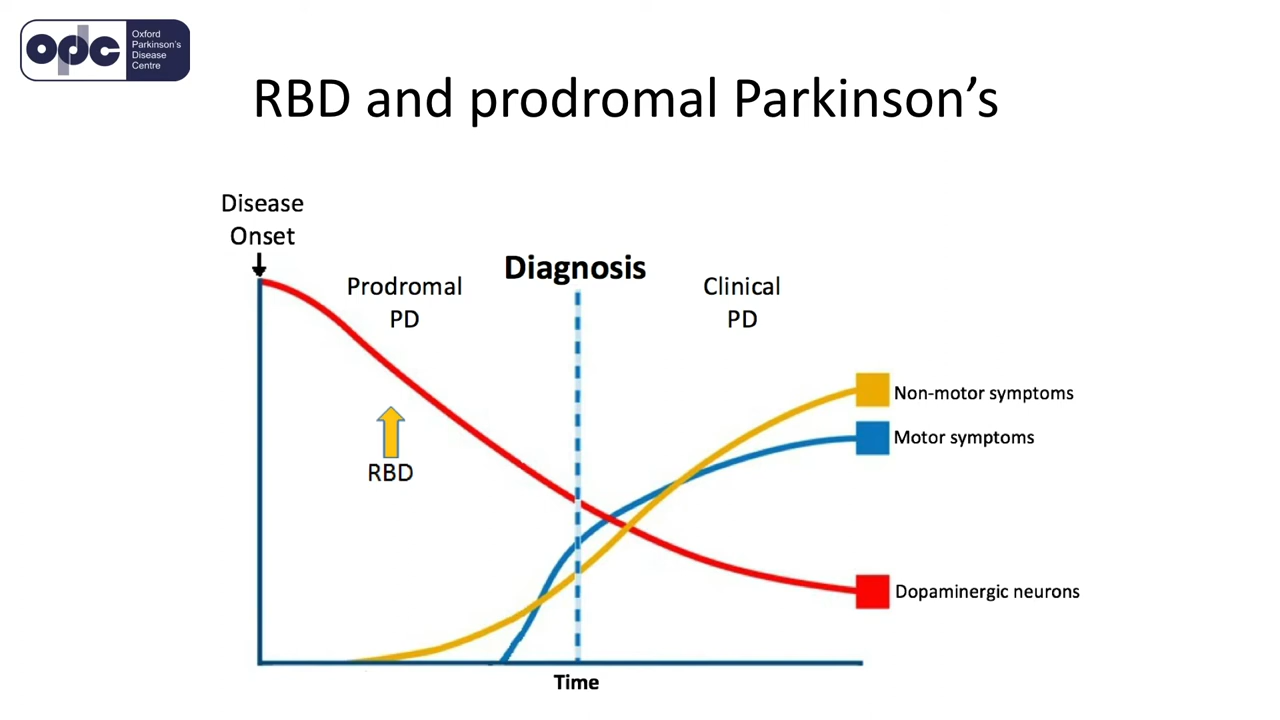 opdc
Oxford
Parkinson's
Disease
Centre
RBD and prodromal Parkinson’s
Disease
Onset
Prodromal
PD
Diagnosis
Clinical
PD
RBD
Non-motor symptoms
Motor symptoms
Dopaminergic neurons
Time